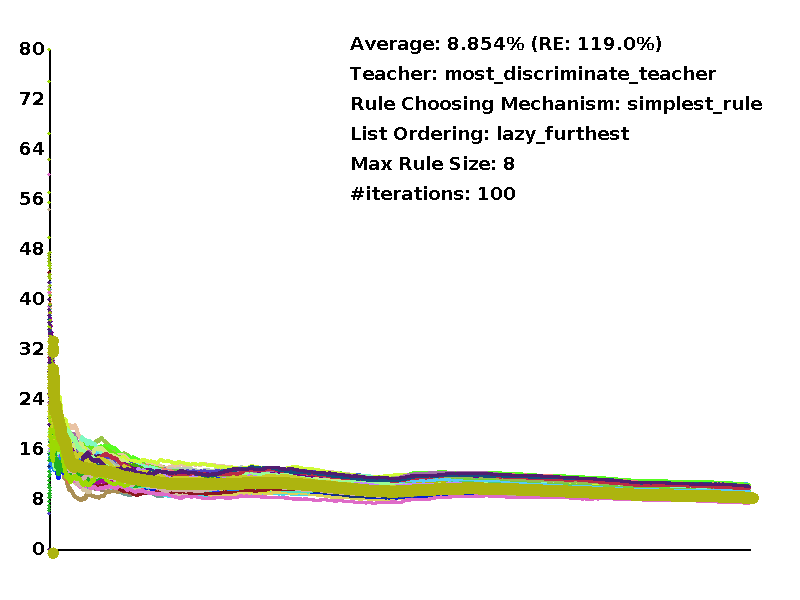 Average: 8.854% (RE: 119.0%)
Teacher: most_discriminate_teacher
Rule Choosing Mechanism: simplest_rule
List Ordering: lazy_furthest
Max Rule Size: 8
#iterations: 100
80
72
64
56
48
40
32
24
16
8
0